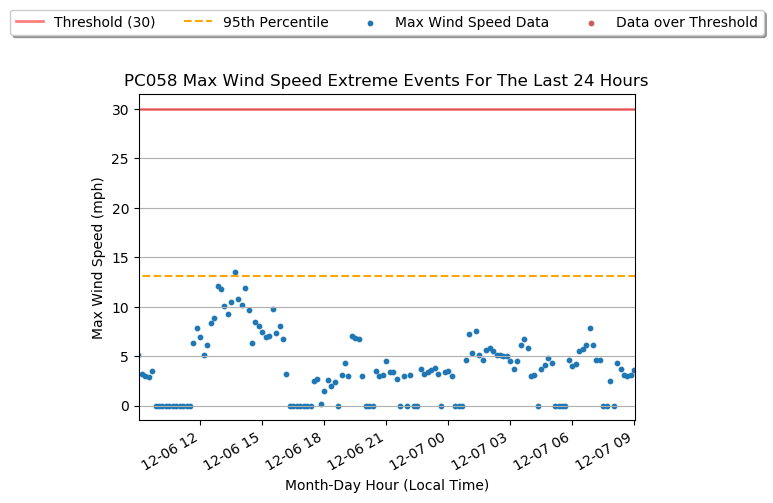 Threshold (30) 95th Percentile Max Wind Speed Data Data over Threshold
PC058 Max Wind Speed Extreme Events For The Last 24 Hours
Max Wind Speed (mph)
30
25
20
15
10
5
0
12-06 12 12-06 15 12-06 18 12-06 21 12-07 00 12-07 03 12-07 06 12-07 09
Month-Day Hour (Local Time)